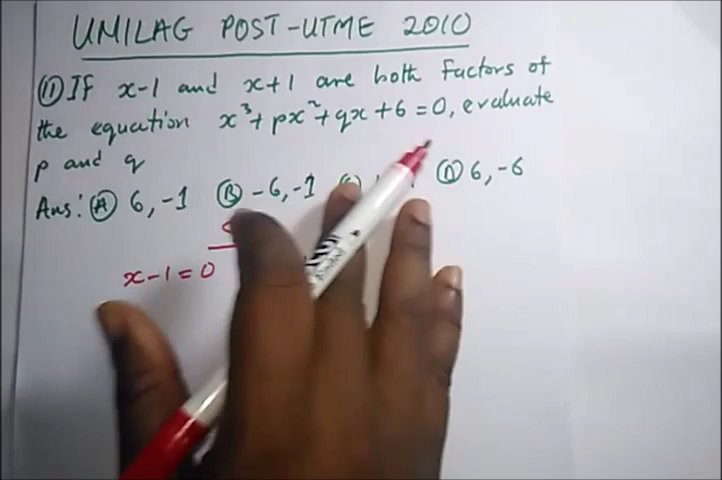 UMILAG POST-UTME 2010
⑪ If x-1 and x+1 are both Factors of
the equation x³+px²+qx+6=0, evaluate
p and q
Ans: Ⓐ 6,-1 Ⓑ -6,-1 Ⓓ 6,-6
x-1=0